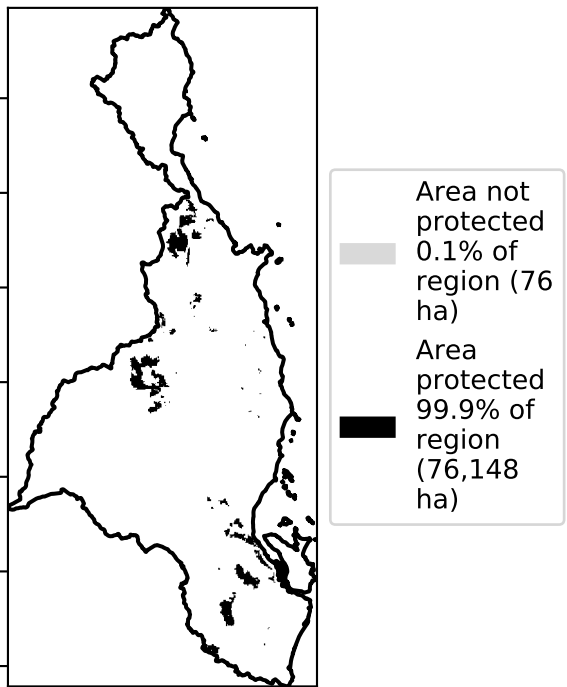 Area not
protected
0.1% of
region (76
ha)
Area
protected
99.9% of
region
(76,148
ha)